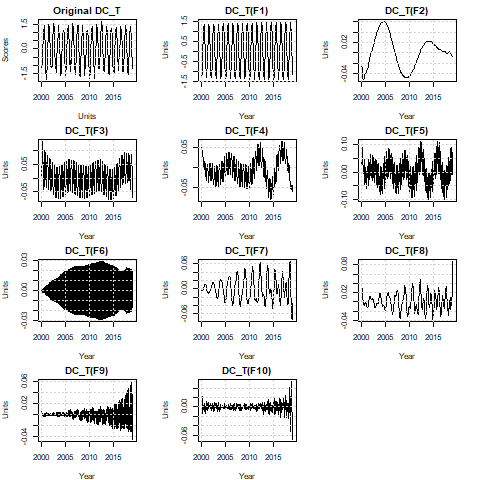 Original DC_T
Scores
1.5
0.0
-1.5
2000 2005 2010 2015
Units
DC_T(F1)
Units
1.5
0.5
-0.5
-1.5
2000 2005 2010 2015
Year
DC_T(F2)
Units
0.02
-0.04
2000 2005 2010 2015
Year
DC_T(F3)
Units
0.05
-0.05
2000 2005 2010 2015
Year
DC_T(F4)
Units
0.05
-0.05
2000 2005 2010 2015
Year
DC_T(F5)
Units
0.10
0.00
-0.10
2000 2005 2010 2015
Year
DC_T(F6)
Units
0.03
0.00
-0.03
2000 2005 2010 2015
Year
DC_T(F7)
Units
0.06
0.00
-0.06
2000 2005 2010 2015
Year
DC_T(F8)
Units
0.08
0.02
-0.04
2000 2005 2010 2015
Year
DC_T(F9)
Units
0.06
0.00
-0.04
2000 2005 2010 2015
Year
DC_T(F10)
Units
0.00
-0.06
2000 2005 2010 2015
Year